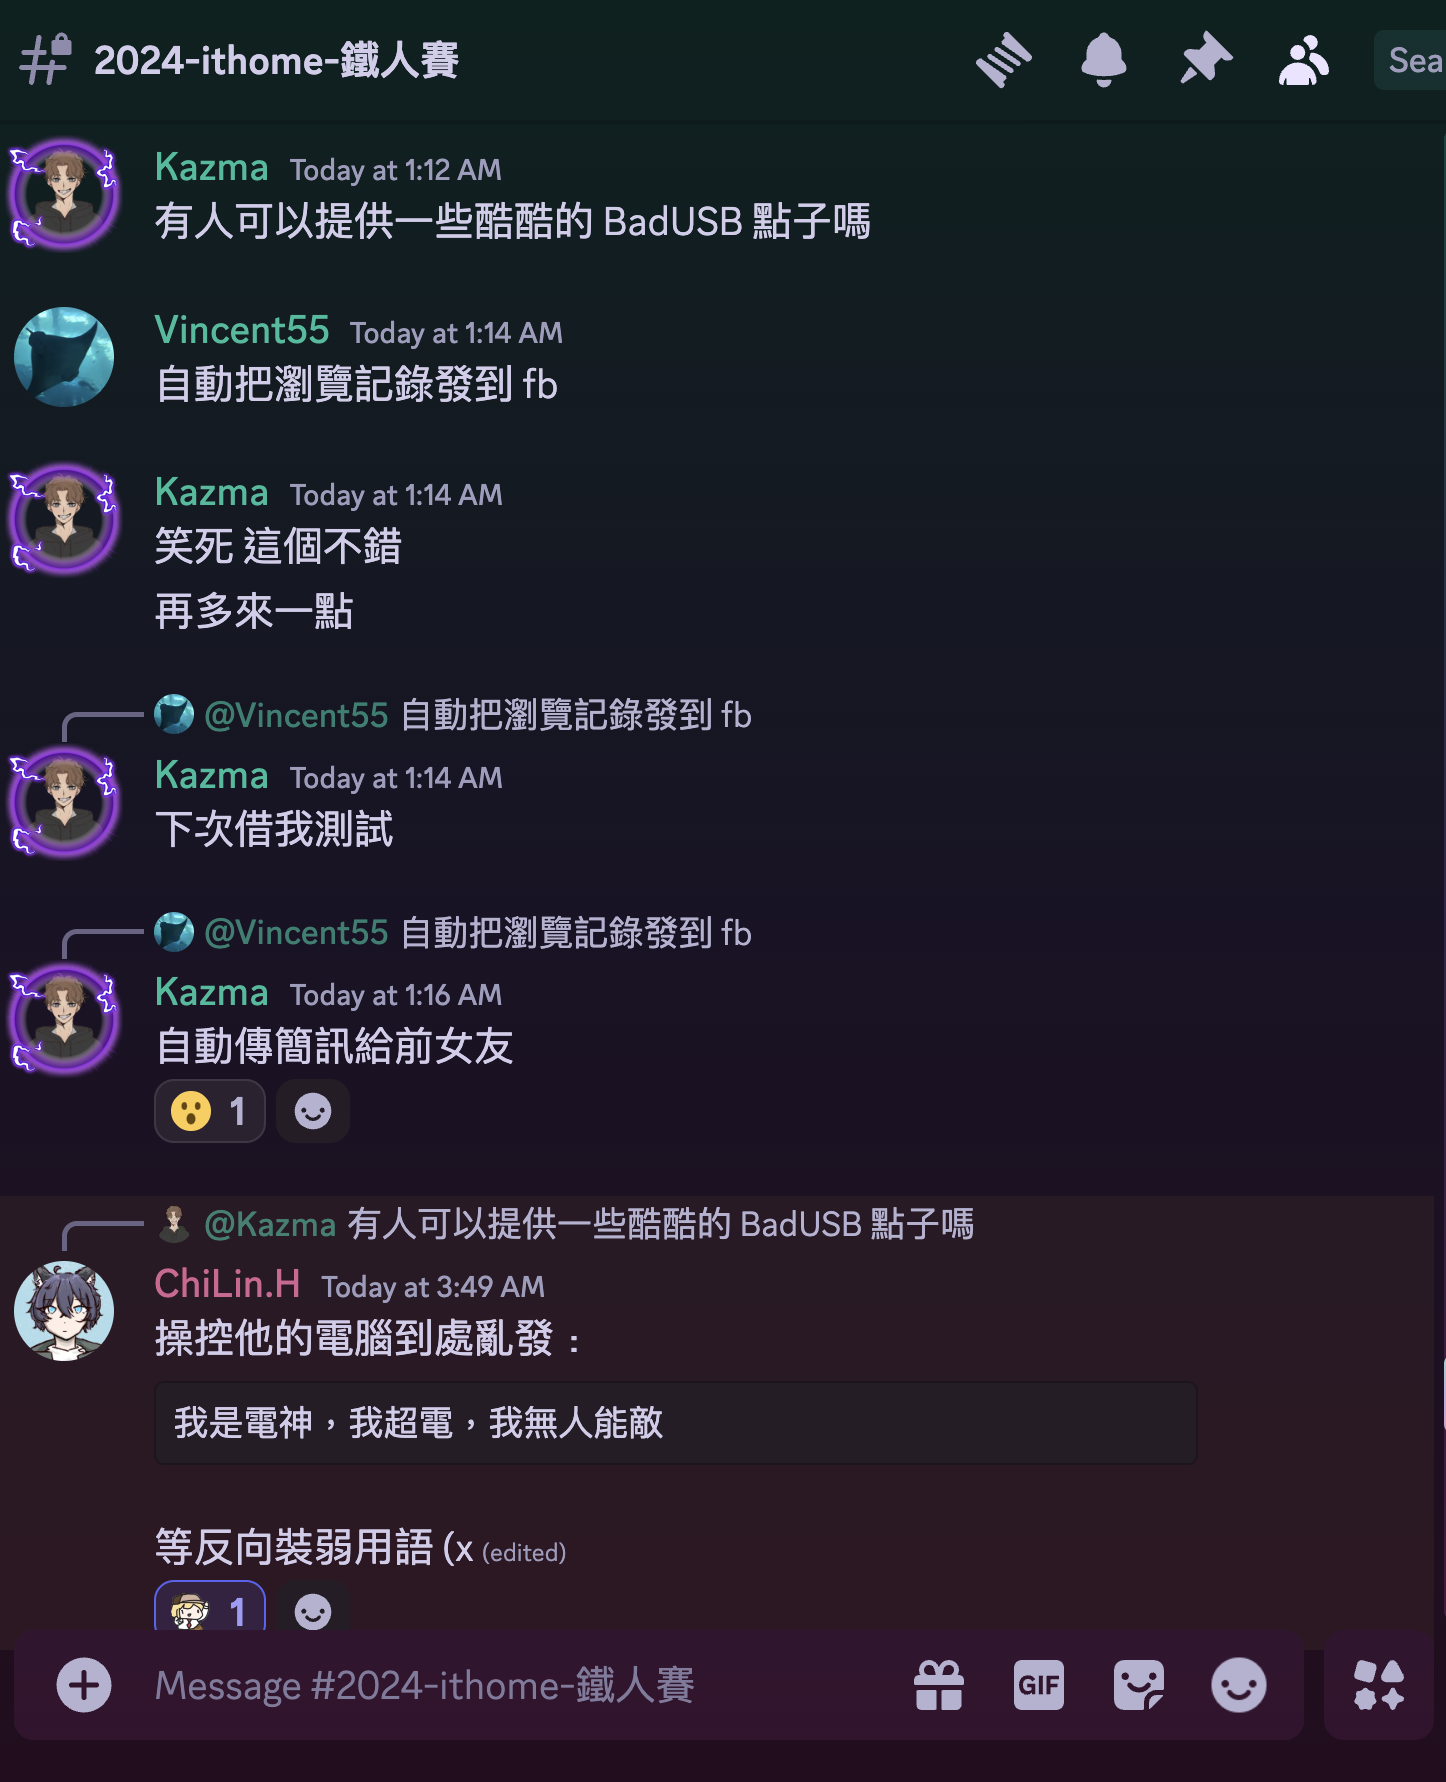 2024-ithome-鐵人賽
Sea
Kazma Today at 1:12 AM
有人可以提供一些酷酷的 BadUSB 點子嗎
Vincent55 Today at 1:14 AM
自動把瀏覽記錄發到 fb
Kazma Today at 1:14 AM
笑死 這個不錯
再多來一點
@Vincent55 自動把瀏覽記錄發到 fb
Kazma Today at 1:14 AM
下次借我測試
@Vincent55 自動把瀏覽記錄發到 fb
Kazma Today at 1:16 AM
自動傳簡訊給前女友
1
@Kazma 有人可以提供一些酷酷的 BadUSB 點子嗎
ChiLin.H Today at 3:49 AM
操控他的電腦到處亂發：
我是電神，我超電，我無人能敵
等反向裝弱用語 (x (edited)
1
Message #2024-ithome-鐵人賽
GIF